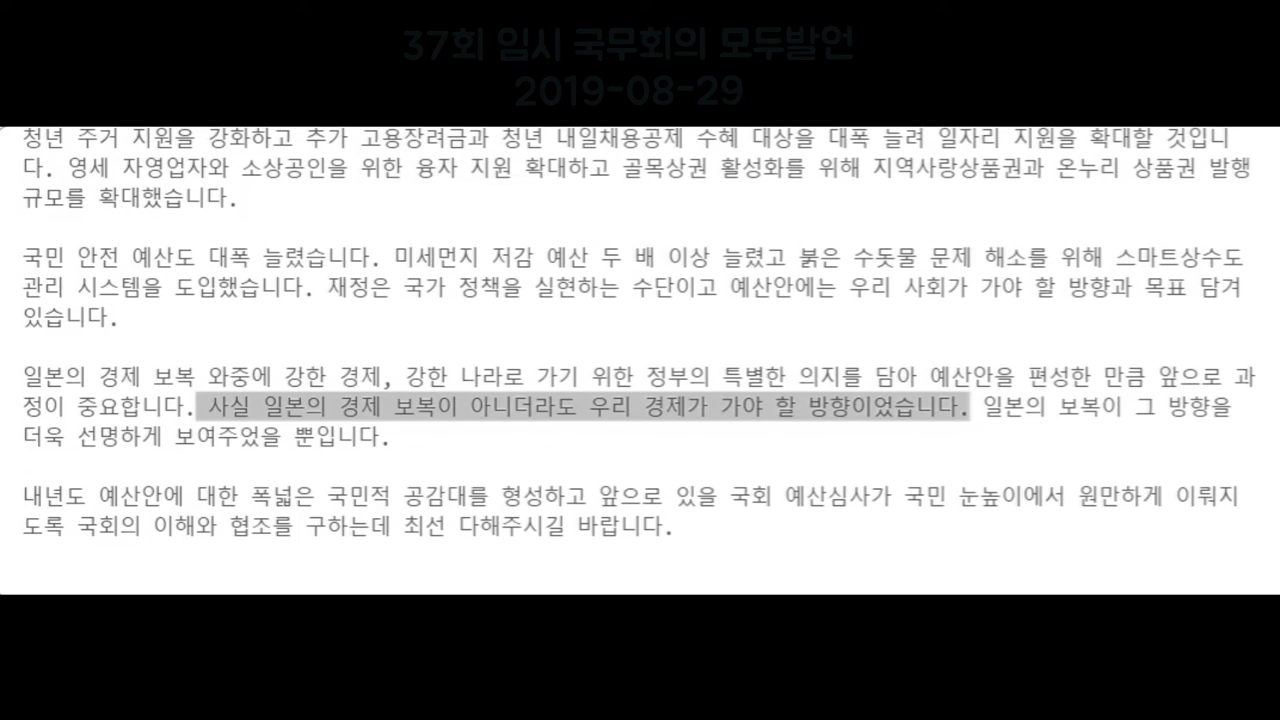 37회 임시 국무회의 모두발언
2019-08-29
청년 주거 지원을 강화하고 추가 고용장려금과 청년 내일채용공제 수혜 대상을 대폭 늘려 일자리 지원을 확대할 것입니
다. 영세 자영업자와 소상공인을 위한 융자 지원 확대하고 골목상권 활성화를 위해 지역사랑상품권과 온누리 상품권 발행
규모를 확대했습니다.
국민 안전 예산도 대폭 늘렸습니다. 미세먼지 저감 예산 두 배 이상 늘렸고 붉은 수돗물 문제 해소를 위해 스마트상수도
관리 시스템을 도입했습니다. 재정은 국가 정책을 실현하는 수단이고 예산안에는 우리 사회가 가야 할 방향과 목표 담겨
있습니다.
일본의 경제 보복 와중에 강한 경제, 강한 나라로 가기 위한 정부의 특별한 의지를 담아 예산안을 편성한 만큼 앞으로 과
정이 중요합니다. 사실 일본의 경제 보복이 아니더라도 우리 경제가 가야 할 방향이었습니다. 일본의 보복이 그 방향을
더욱 선명하게 보여주었을 뿐입니다.
내년도 예산안에 대한 폭넓은 국민적 공감대를 형성하고 앞으로 있을 국회 예산심사가 국민 눈높이에서 원만하게 이뤄지
도록 국회의 이해와 협조를 구하는데 최선 다해주시길 바랍니다.